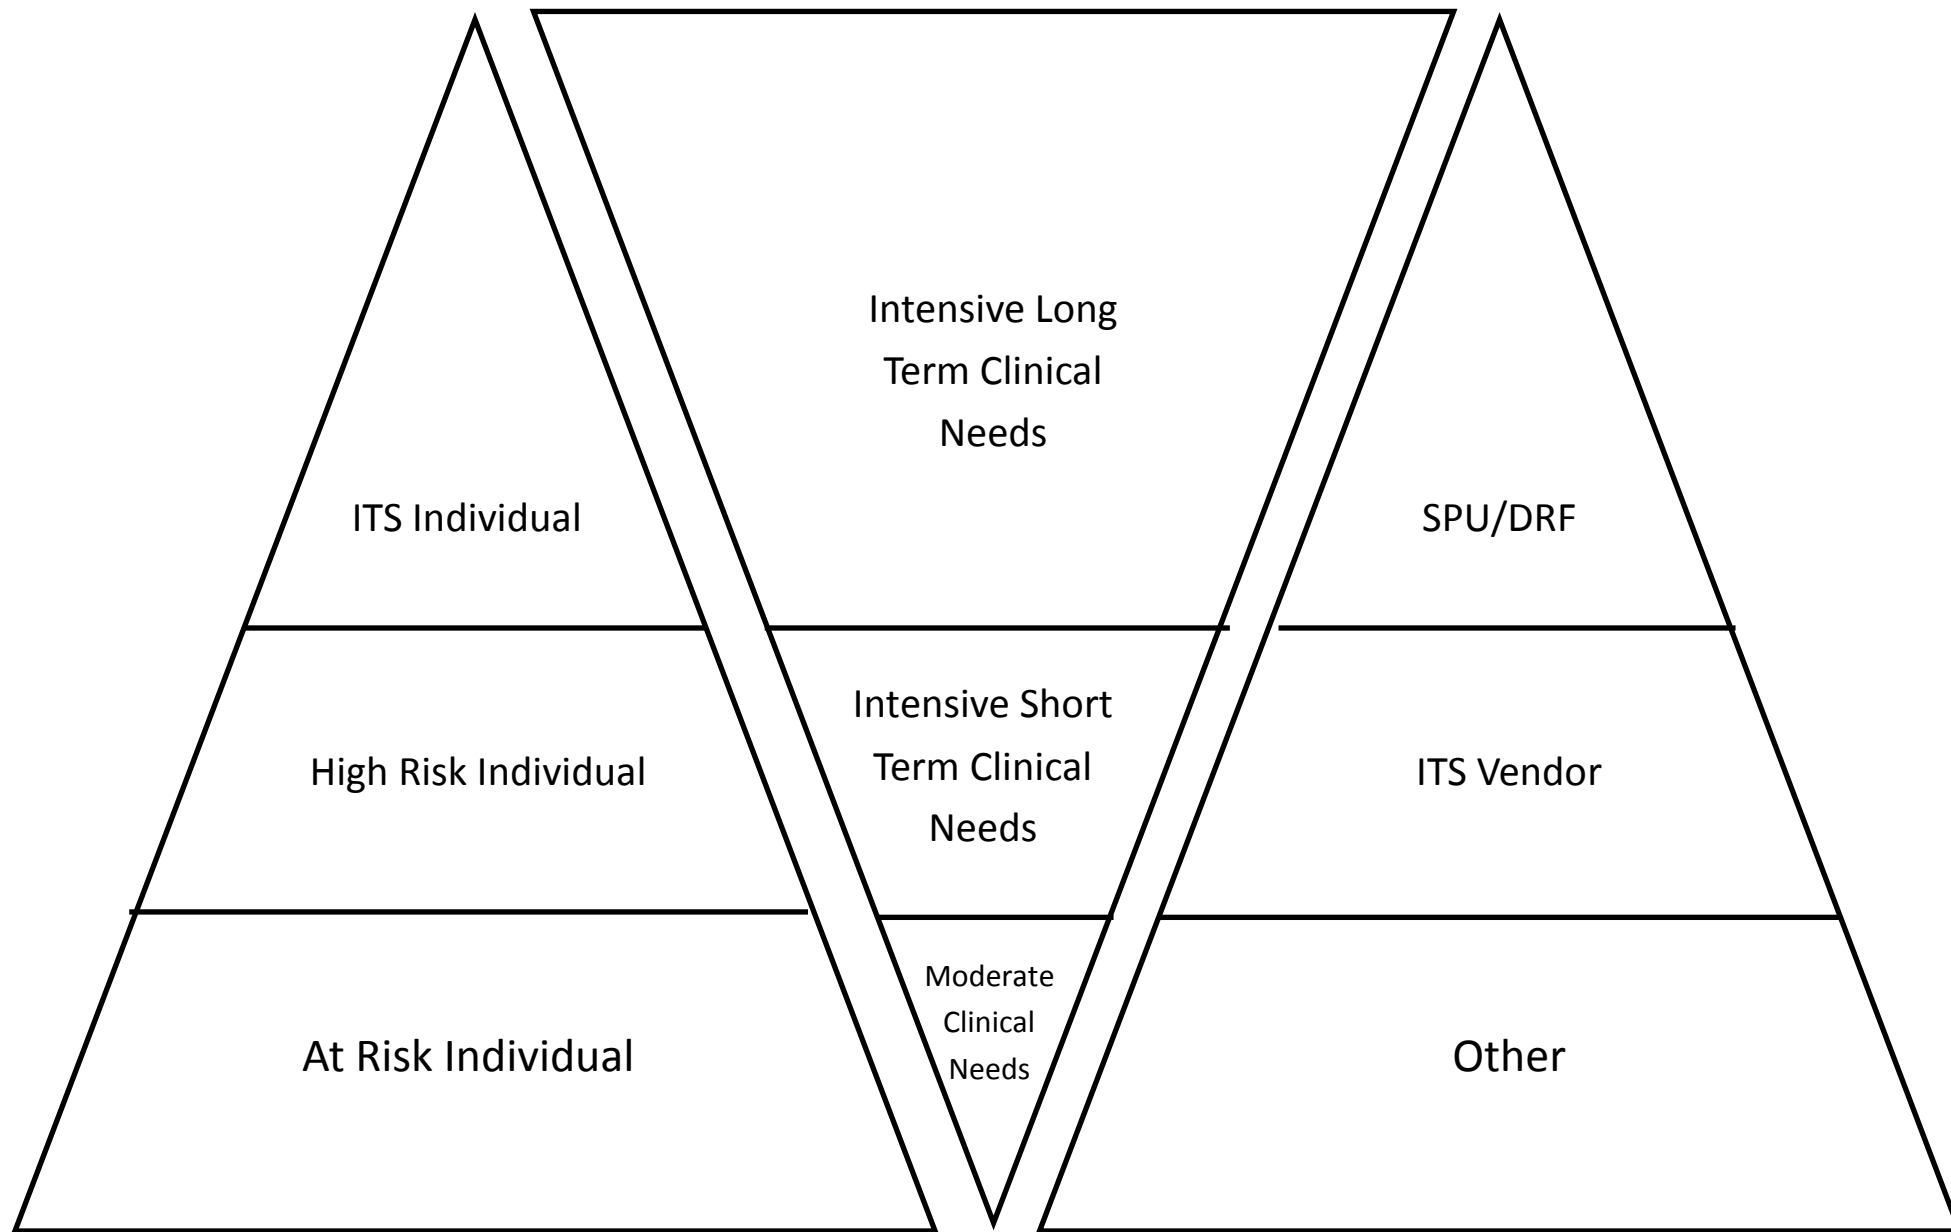 Intensive Long
Term Clinical
Needs
ITS Individual
SPU/DRF
Intensive Short
Term Clinical
Needs
High Risk Individual
ITS Vendor
Moderate
Clinical
Needs
At Risk Individual
Other